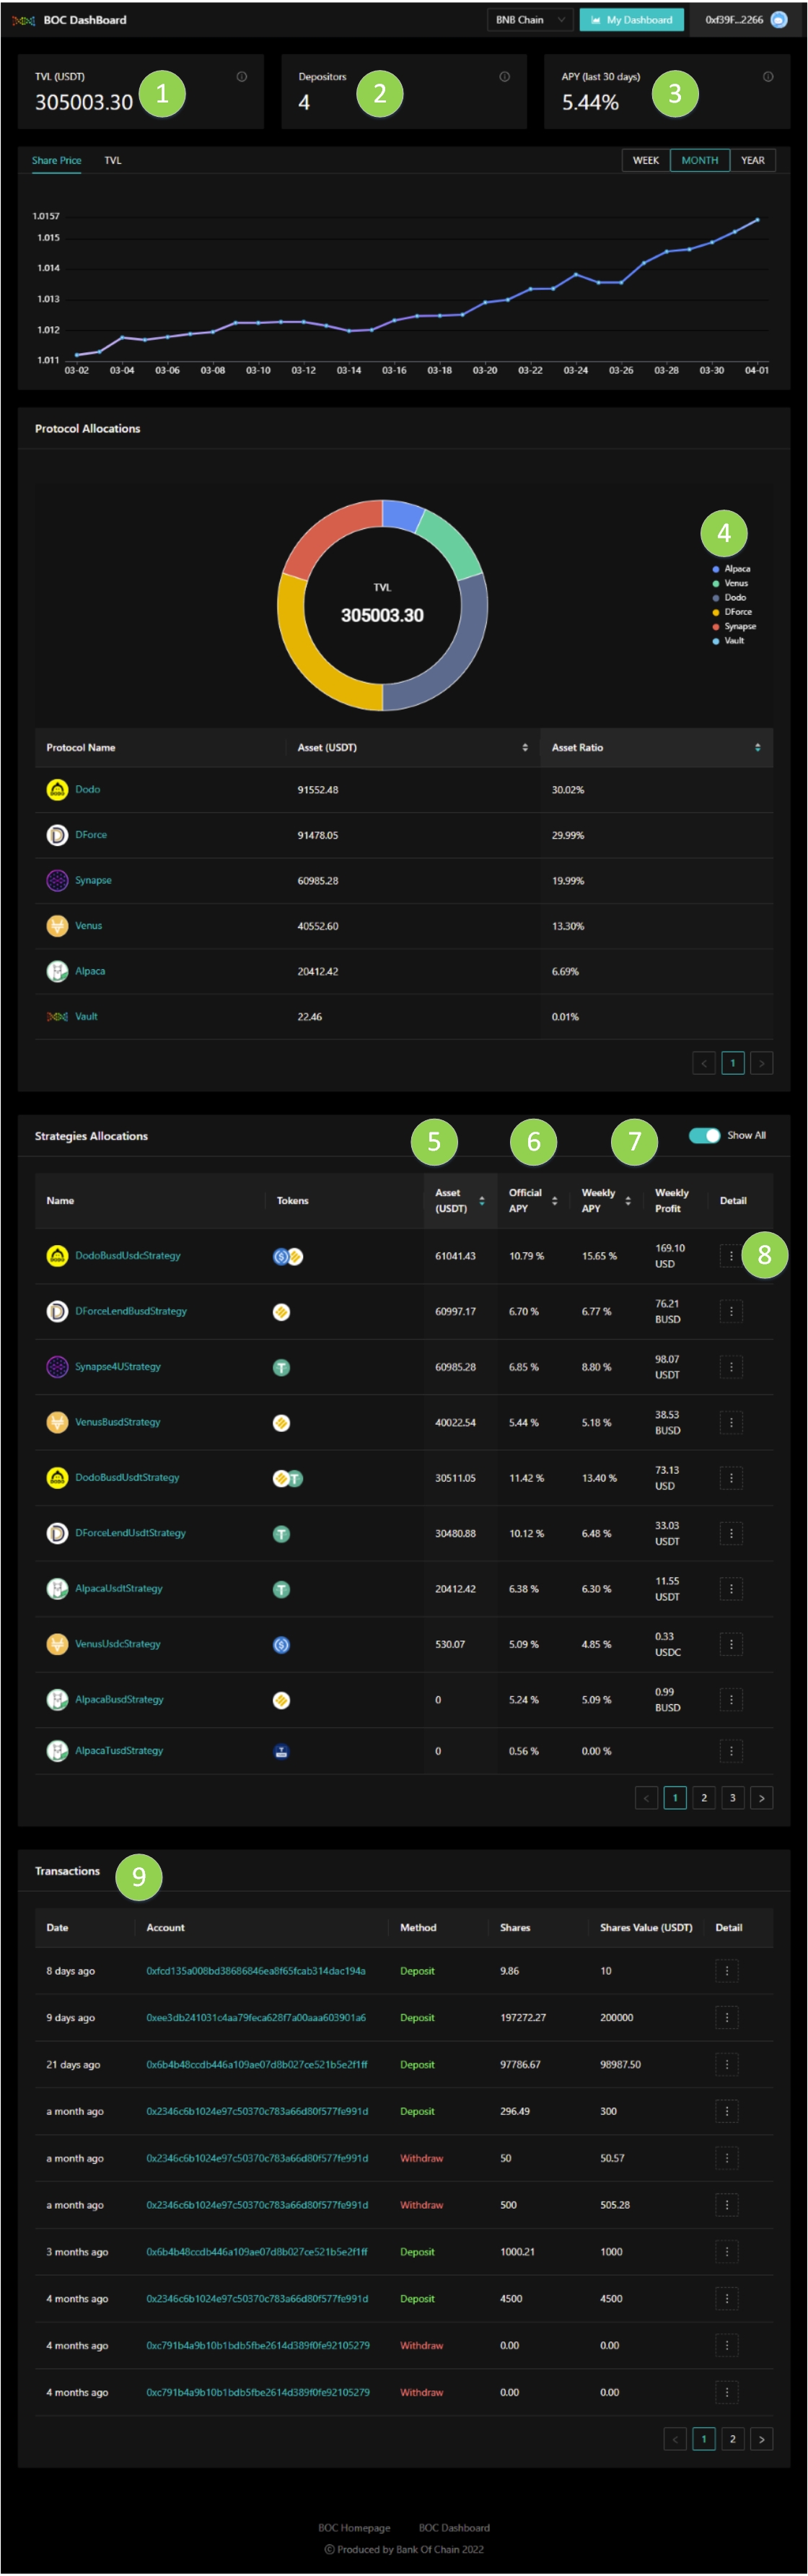 BOC DashBoard
BNB Chain
My Dashboard
0xf39F...2266
TVL (USDT)
305003.30
1
Depositors
4
2
APY (last 30 days)
5.44%
3
Share Price TVL
WEEK MONTH YEAR
1.0157
1.015
1.014
1.013
1.012
1.011
03-02 03-04 03-06 03-08 03-10 03-12 03-14 03-16 03-18 03-20 03-22 03-24 03-26 03-28 03-30 04-01
Protocol Allocations
4
Alpaca
Venus
Dodo
DForce
Synapse
Vault
TVL
305003.30
Protocol Name Asset (USDT) Asset Ratio
Dodo 91552.48 30.02%
DForce 91478.05 29.99%
Synapse 60985.28 19.99%
Venus 40552.60 13.30%
Alpaca 20412.42 6.69%
Vault 22.46 0.01%
< 1 >
Strategies Allocations
5 6 7
Show All
Name Tokens Asset (USDT) Official APY Weekly APY Weekly Profit Detail
DodoBusdUsdcStrategy 61041.43 10.79 % 15.65 % 169.10 USD
8
DForceLendBusdStrategy 60997.17 6.70 % 6.77 % 76.21 BUSD
Synapse4UStrategy 60985.28 6.85 % 8.80 % 98.07 USDT
VenusBusdStrategy 40022.54 5.44 % 5.18 % 38.53 BUSD
DodoBusdUsdtStrategy 30511.05 11.42 % 13.40 % 73.13 USD
DForceLendUsdtStrategy 30480.88 10.12 % 6.48 % 33.03 USDT
AlpacaUsdtStrategy 20412.42 6.38 % 6.30 % 11.55 USDT
VenusUsdcStrategy 530.07 5.09 % 4.85 % 0.33 USDC
AlpacaBusdStrategy 0 5.24 % 5.09 % 0.99 BUSD
AlpacaTusdStrategy 0 0.56 % 0.00 %
< 1 2 3 >
Transactions
9
Date Account Method Shares Shares Value (USDT) Detail
8 days ago 0xfcd135a008bd38686846ea8f65fcab314dac194a Deposit 9.86 10
9 days ago 0xee3db241031c4aa79feca628f7a00aaa603901a6 Deposit 197272.27 200000
21 days ago 0x6b4b48ccdb446a109ae07d8b027ce521b5e2f1ff Deposit 97786.67 98987.50
a month ago 0x2346c6b1024e97c50370c783a66d80f577fe991d Deposit 296.49 300
a month ago 0x2346c6b1024e97c50370c783a66d80f577fe991d Withdraw 50 50.57
a month ago 0x2346c6b1024e97c50370c783a66d80f577fe991d Withdraw 500 505.28
3 months ago 0x6b4b48ccdb446a109ae07d8b027ce521b5e2f1ff Deposit 1000.21 1000
4 months ago 0x2346c6b1024e97c50370c783a66d80f577fe991d Deposit 4500 4500
4 months ago 0xc791b4a9b10b1bdb5fbe2614d389f0fe92105279 Withdraw 0.00 0.00
4 months ago 0xc791b4a9b10b1bdb5fbe2614d389f0fe92105279 Withdraw 0.00 0.00
< 1 2 >
BOC Homepage BOC Dashboard
© Produced by Bank Of Chain 2022